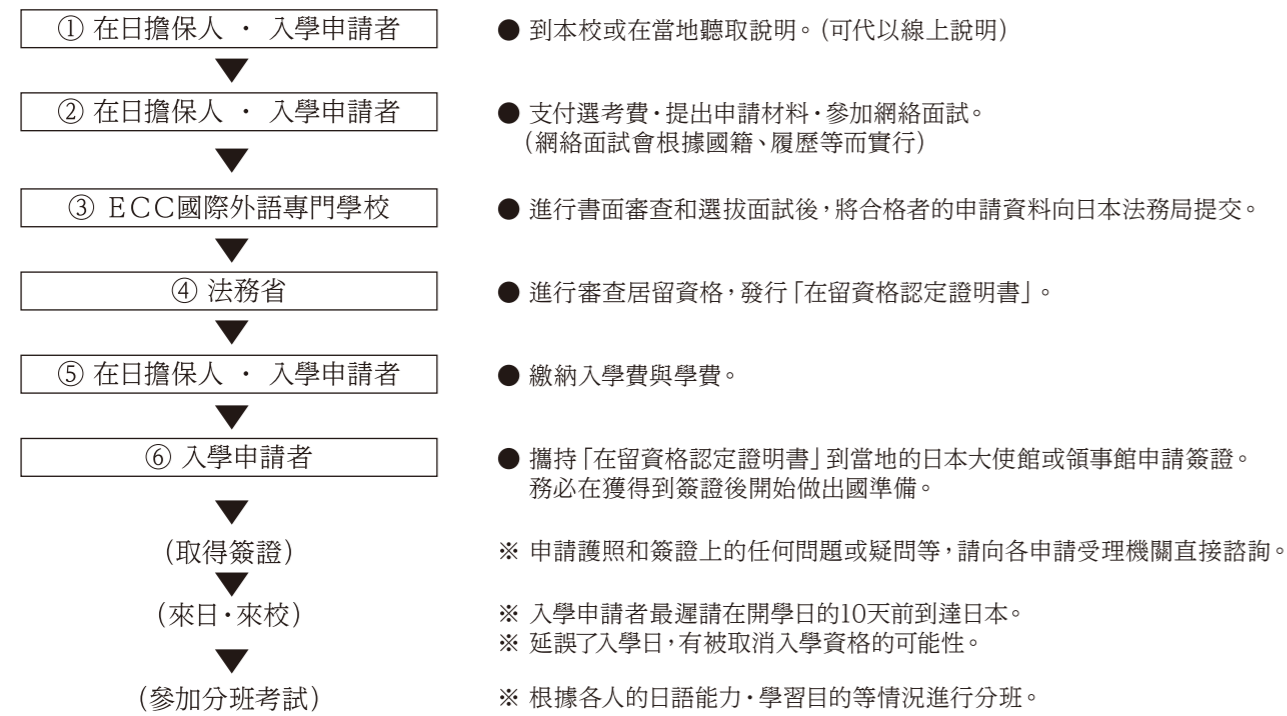 ① 在日擔保人 ・ 入學申請者
● 到本校或在當地聽取說明。(可代以線上說明)
▼
② 在日擔保人 ・ 入學申請者
● 支付選考費・提出申請材料・參加網絡面試。
(網絡面試會根據國籍、履歷等而實行)
▼
③ ECC國際外語專門學校
● 進行書面審查和選拔面試後,將合格者的申請資料向日本法務局提交。
▼
④ 法務省
● 進行審查居留資格,發行「在留資格認定證明書」。
▼
⑤ 在日擔保人 ・ 入學申請者
● 繳納入學費與學費。
▼
⑥ 入學申請者
● 攜持「在留資格認定證明書」到當地的日本大使館或領事館申請簽證。
務必在獲得到簽證後開始做出國準備。
▼
(取得簽證)
※ 申請護照和簽證上的任何問題或疑問等,請向各申請受理機關直接諮詢。
▼
(來日・來校)
※ 入學申請者最遲請在開學日的10天前到達日本。
※ 延誤了入學日,有被取消入學資格的可能性。
▼
(參加分班考試)
※ 根據各人的日語能力・學習目的等情況進行分班。